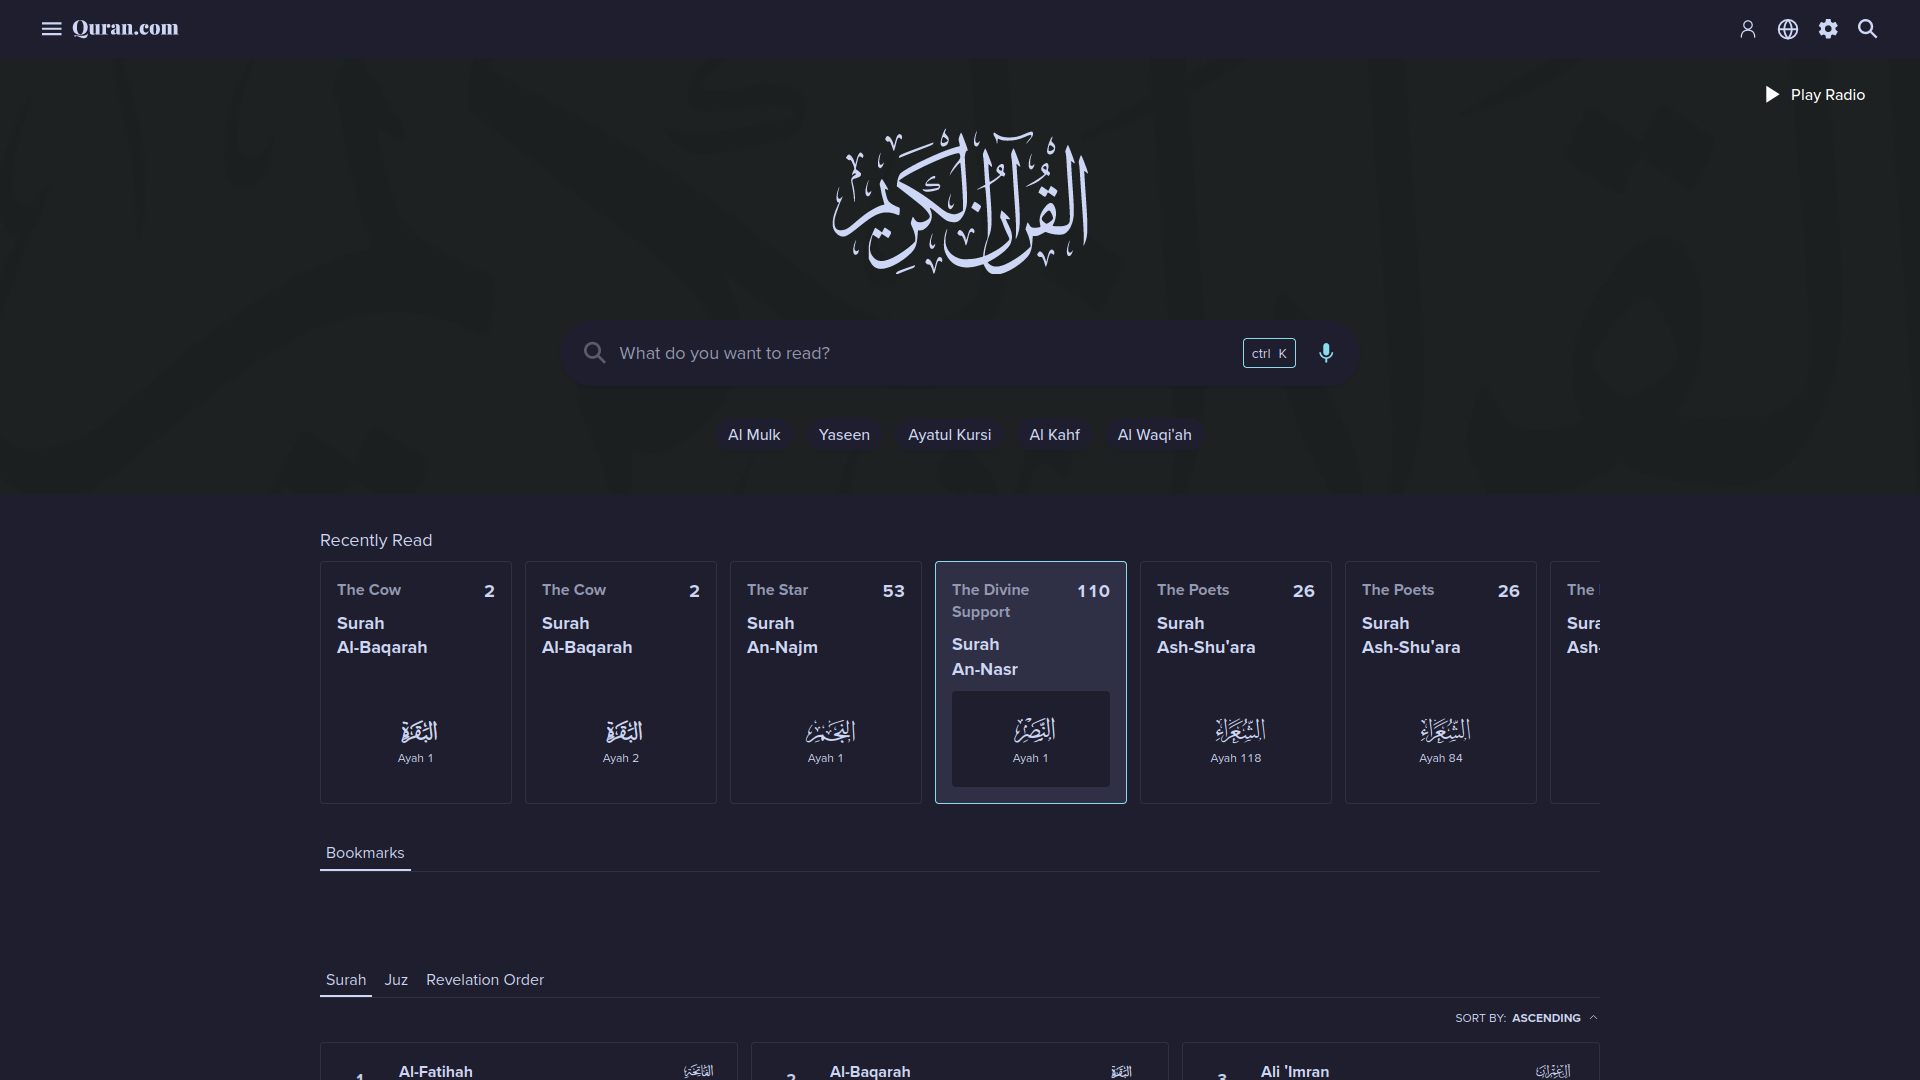 Quran.com
Play Radio
القرآن الكريم
What do you want to read?
ctrl K
Al Mulk
Yaseen
Ayatul Kursi
Al Kahf
Al Waqi'ah
Recently Read
The Cow 2
Surah
Al-Baqarah
البقرة
Ayah 1
The Cow 2
Surah
Al-Baqarah
البقرة
Ayah 2
The Star 53
Surah
An-Najm
النجم
Ayah 1
The Divine 110
Support
Surah
An-Nasr
النصر
Ayah 1
The Poets 26
Surah
Ash-Shu'ara
الشعراء
Ayah 118
The Poets 26
Surah
Ash-Shu'ara
الشعراء
Ayah 84
The
Bookmarks
Surah
Juz
Revelation Order
SORT BY: ASCENDING
1 Al-Fatihah الفاتحة
2 Al-Baqarah البقرة
3 Ali 'Imran آل عمران